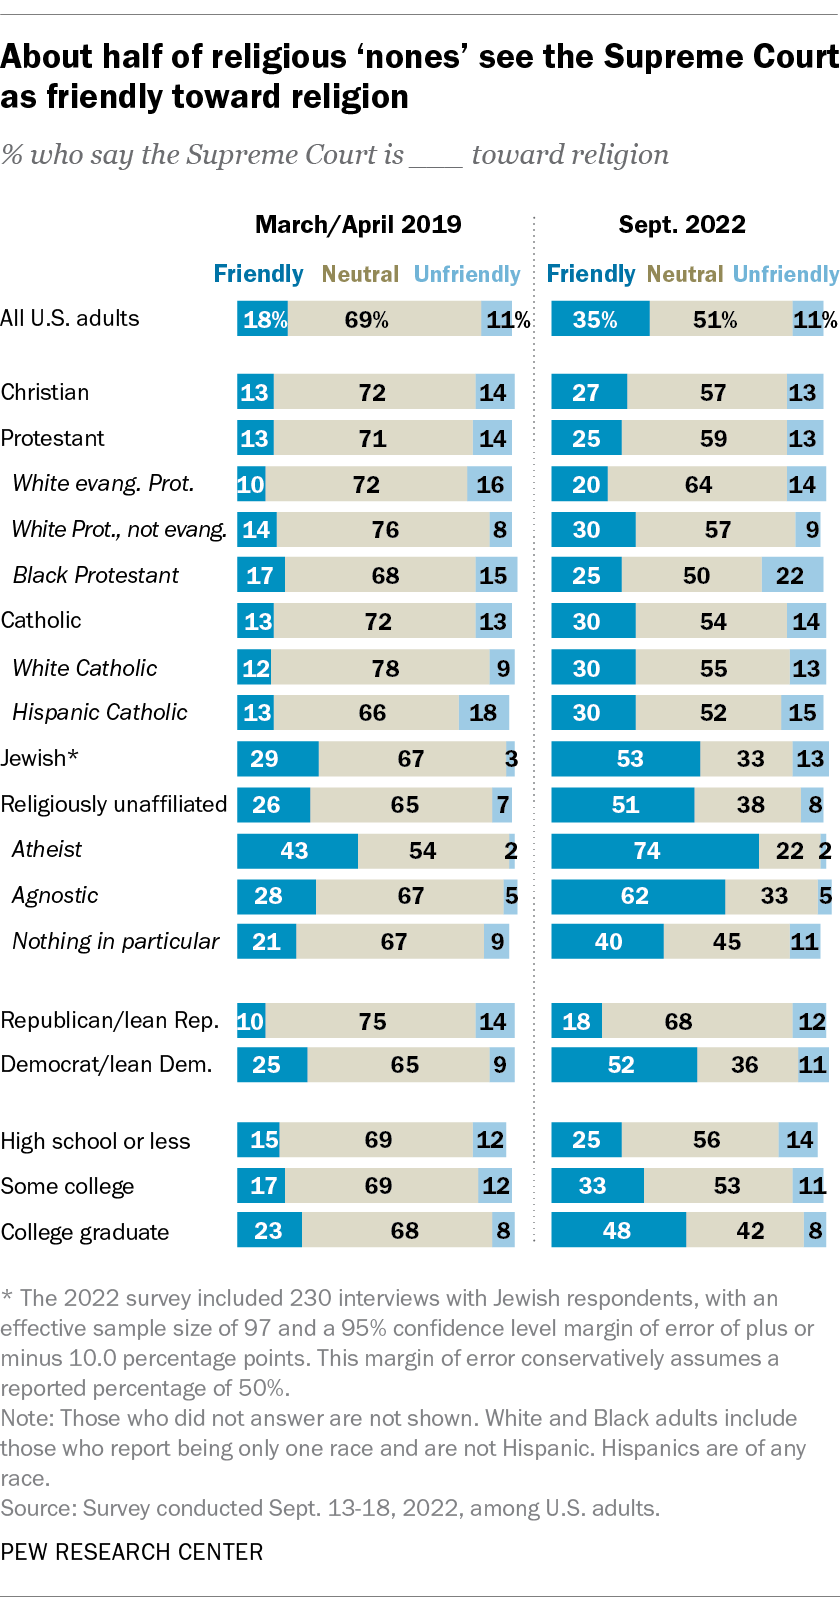 About half of religious ‘nones’ see the Supreme Court
as friendly toward religion
% who say the Supreme Court is ___ toward religion
March/April 2019 Sept. 2022
Friendly Neutral Unfriendly Friendly Neutral Unfriendly
All U.S. adults 18% 69% 11% 35% 51% 11%
Christian 13 72 14 27 57 13
Protestant 13 71 14 25 59 13
White evang. Prot. 10 72 16 20 64 14
White Prot., not evang. 14 76 8 30 57 9
Black Protestant 17 68 15 25 50 22
Catholic 13 72 13 30 54 14
White Catholic 12 78 9 30 55 13
Hispanic Catholic 13 66 18 30 52 15
Jewish* 29 67 3 53 33 13
Religiously unaffiliated 26 65 7 51 38 8
Atheist 43 54 2 74 22 2
Agnostic 28 67 5 62 33 5
Nothing in particular 21 67 9 40 45 11
Republican/lean Rep. 10 75 14 18 68 12
Democrat/lean Dem. 25 65 9 52 36 11
High school or less 15 69 12 25 56 14
Some college 17 69 12 33 53 11
College graduate 23 68 8 48 42 8
* The 2022 survey included 230 interviews with Jewish respondents, with an
effective sample size of 97 and a 95% confidence level margin of error of plus or
minus 10.0 percentage points. This margin of error conservatively assumes a
reported percentage of 50%.
Note: Those who did not answer are not shown. White and Black adults include
those who report being only one race and are not Hispanic. Hispanics are of any
race.
Source: Survey conducted Sept. 13-18, 2022, among U.S. adults.
PEW RESEARCH CENTER